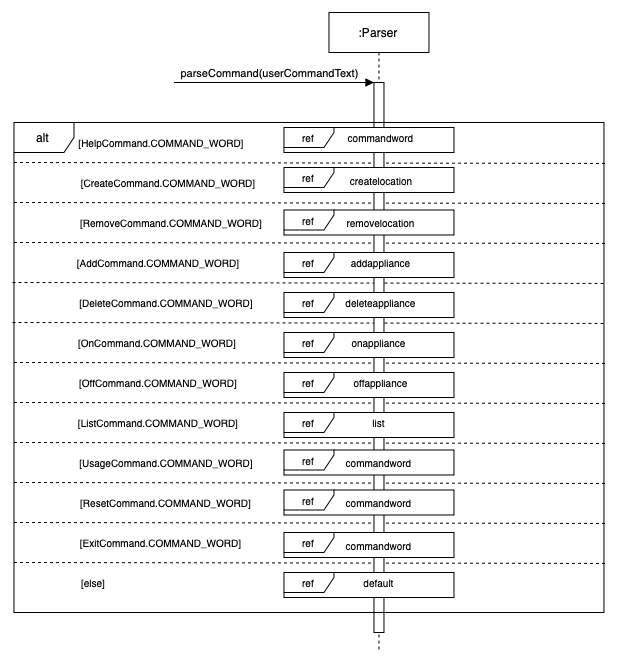 :Parser
parseCommand(userCommandText)
alt
[HelpCommand.COMMAND_WORD] ref commandword
[CreateCommand.COMMAND_WORD] ref createlocation
[RemoveCommand.COMMAND_WORD] ref removelocation
[AddCommand.COMMAND_WORD] ref addappliance
[DeleteCommand.COMMAND_WORD] ref deleteappliance
[OnCommand.COMMAND_WORD] ref onappliance
[OffCommand.COMMAND_WORD] ref offappliance
[ListCommand.COMMAND_WORD] ref list
[UsageCommand.COMMAND_WORD] ref commandword
[ResetCommand.COMMAND_WORD] ref commandword
[ExitCommand.COMMAND_WORD] ref commandword
[else] ref default